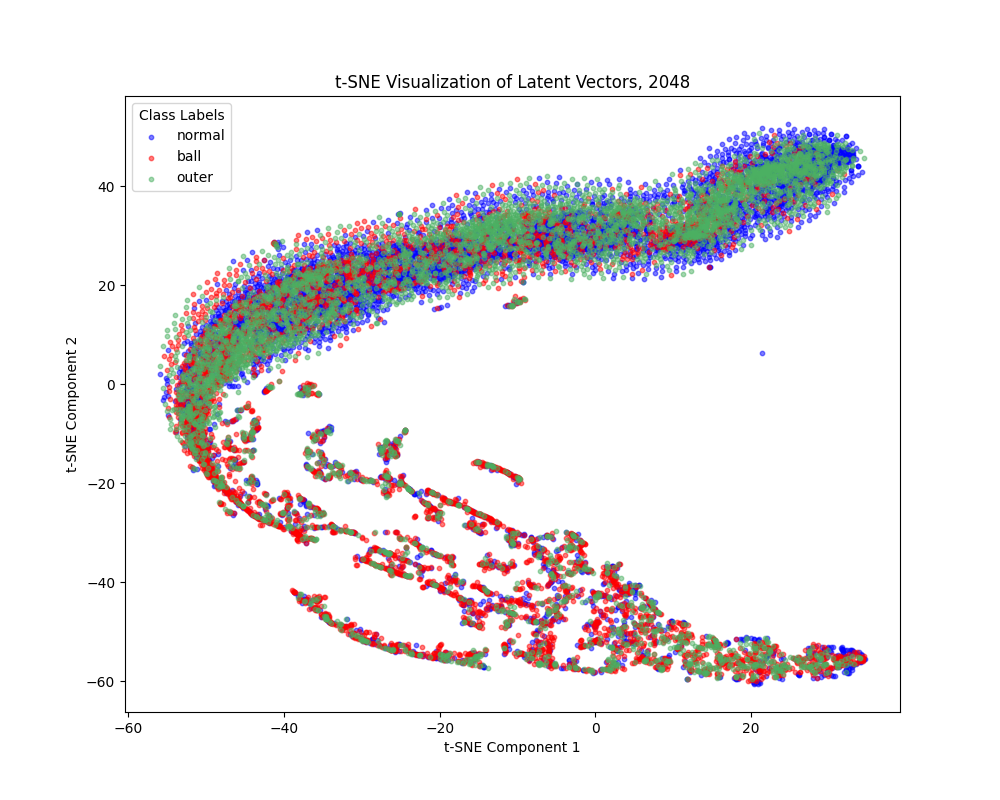 t-SNE Visualization of Latent Vectors, 2048
Class Labels
normal
ball
outer
40
20
0
−20
−40
−60
t-SNE Component 2
−60 −40 −20 0 20
t-SNE Component 1